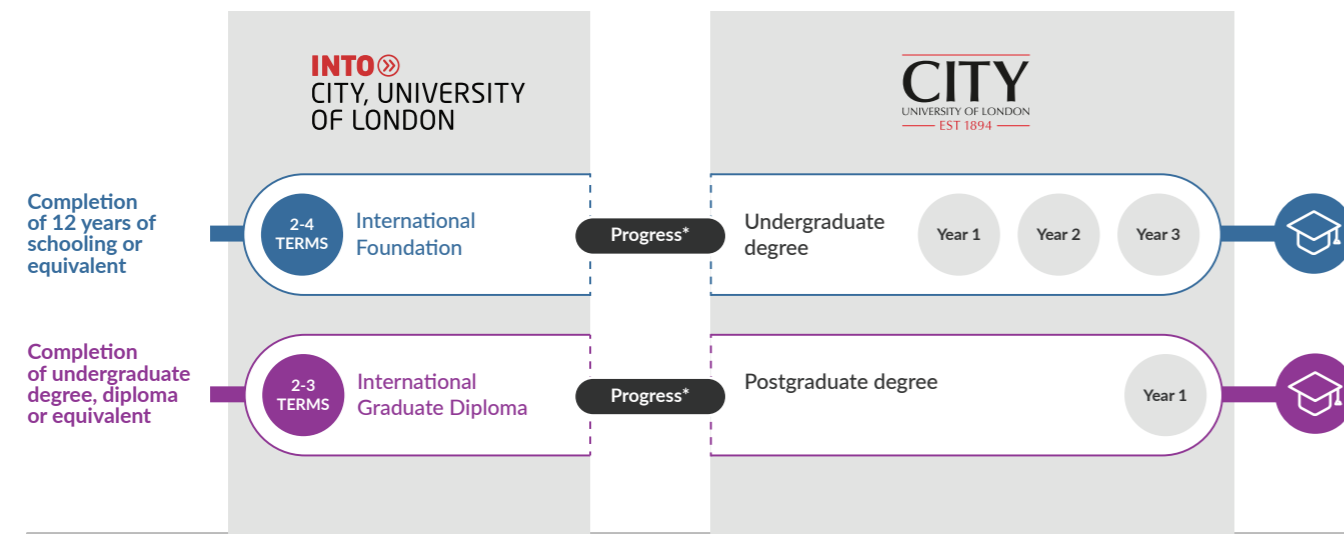 INTO
CITY, UNIVERSITY
OF LONDON
CITY
UNIVERSITY OF LONDON
EST 1894
Completion
of 12 years of
schooling or
equivalent
2-4
TERMS
International
Foundation
Progress*
Undergraduate
degree
Year 1
Year 2
Year 3
Completion
of undergraduate
degree, diploma
or equivalent
2-3
TERMS
International
Graduate Diploma
Progress*
Postgraduate degree
Year 1